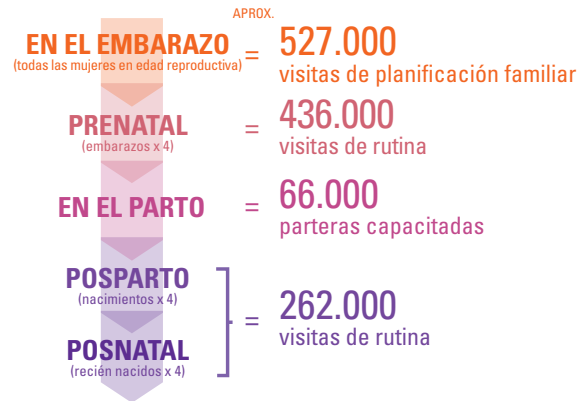 APROX.
EN EL EMBARAZO
(todas las mujeres en edad reproductiva)
=
527.000
visitas de planificación familiar
PRENATAL
(embarazos x 4)
=
436.000
visitas de rutina
EN EL PARTO
=
66.000
parteras capacitadas
POSPARTO
(nacimientos x 4)
POSNATAL
(recién nacidos x 4)
=
262.000
visitas de rutina